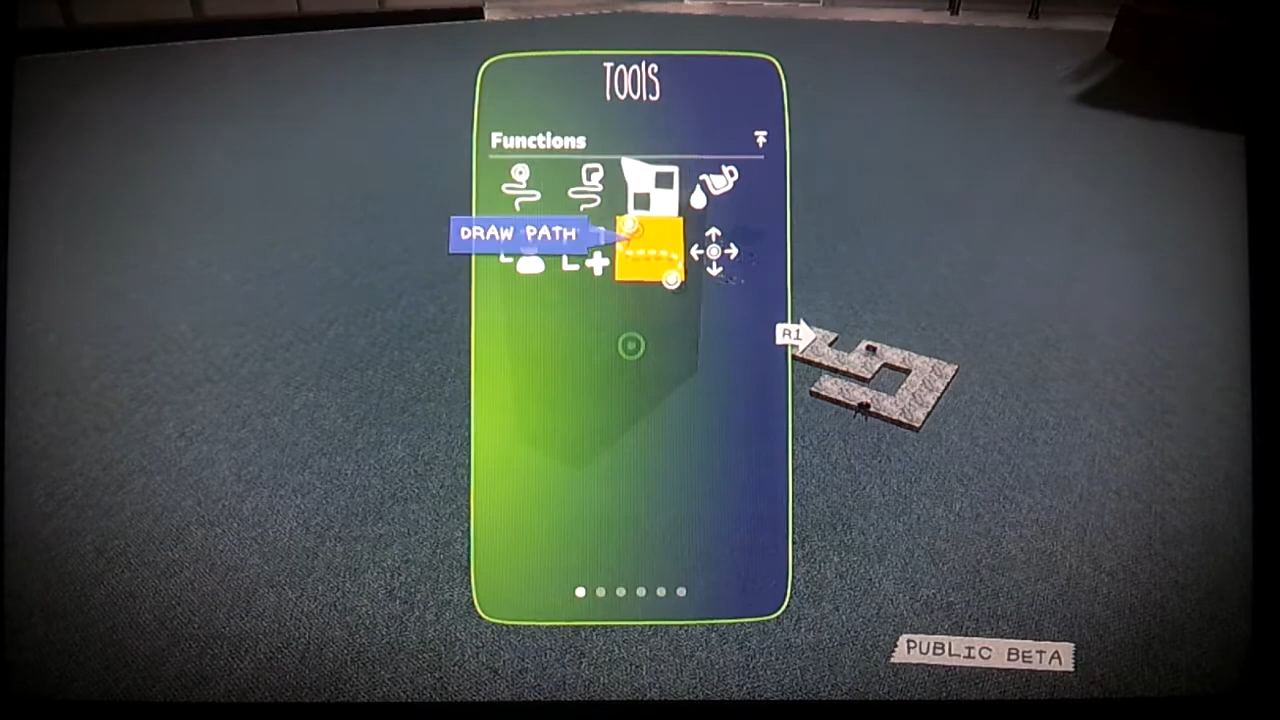 TOOLS
Functions
DRAW PATH
R1
PUBLIC BETA